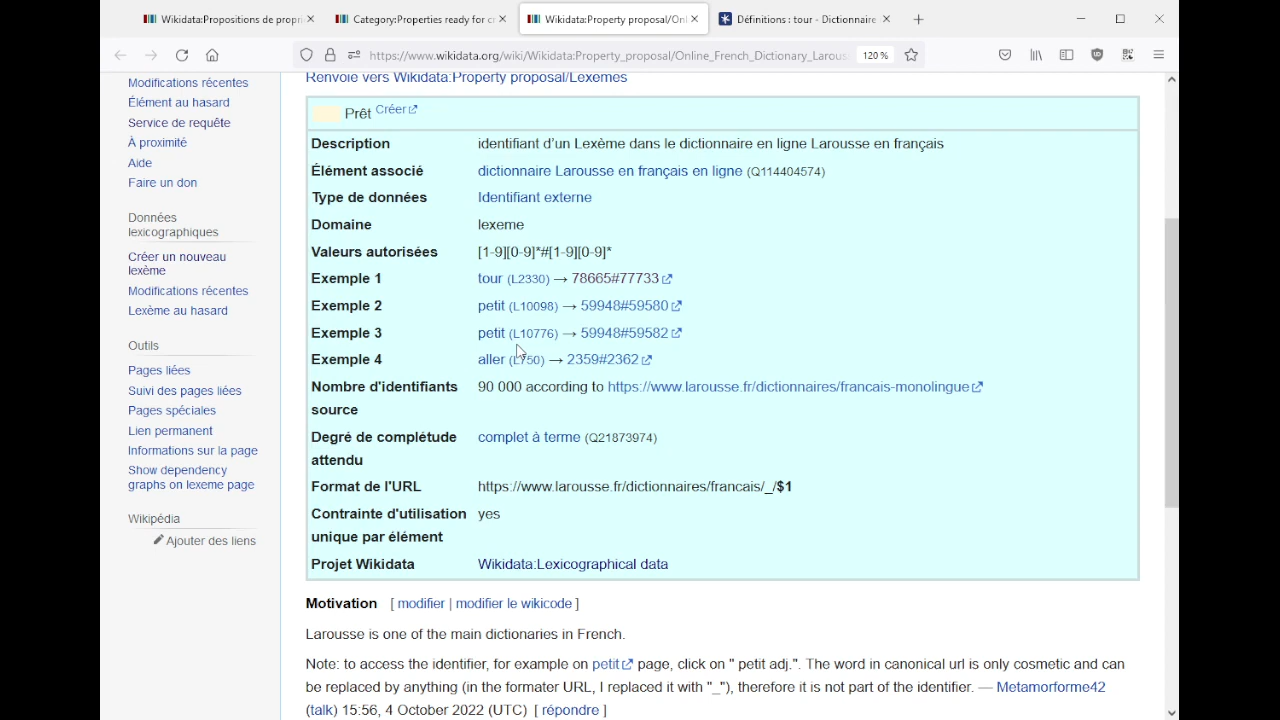 Wikidata:Propositions de propri
Category:Properties ready for cr
Wikidata:Property proposal/Onl
Définitions : tour - Dictionnaire
https://www.wikidata.org/wiki/Wikidata:Property_proposal/Online_French_Dictionary_Larouss
120 %
Modifications récentes
Élément au hasard
Service de requête
À proximité
Aide
Faire un don
Données
lexicographiques
Créer un nouveau
lexème
Modifications récentes
Lexème au hasard
Outils
Pages liées
Suivi des pages liées
Pages spéciales
Lien permanent
Informations sur la page
Show dependency
graphs on lexeme page
Wikipédia
Ajouter des liens
Renvoie vers Wikidata:Property proposal/Lexemes
Prêt Créer
Description identifiant d'un Lexème dans le dictionnaire en ligne Larousse en français
Élément associé dictionnaire Larousse en français en ligne (Q114404574)
Type de données Identifiant externe
Domaine lexeme
Valeurs autorisées [1-9][0-9]*#[1-9][0-9]*
Exemple 1 tour (L2330) → 78665#77733
Exemple 2 petit (L10098) → 59948#59580
Exemple 3 petit (L10776) → 59948#59582
Exemple 4 aller (L750) → 2359#2362
Nombre d'identifiants 90 000 according to https://www.larousse.fr/dictionnaires/francais-monolingue
source
Degré de complétude complet à terme (Q21873974)
attendu
Format de l'URL https://www.larousse.fr/dictionnaires/francais/_/$1
Contrainte d'utilisation yes
unique par élément
Projet Wikidata Wikidata:Lexicographical data
Motivation [ modifier | modifier le wikicode ]
Larousse is one of the main dictionaries in French.
Note: to access the identifier, for example on petit page, click on " petit adj.". The word in canonical url is only cosmetic and can
be replaced by anything (in the formater URL, I replaced it with "_"), therefore it is not part of the identifier. — Metamorforme42
(talk) 15:56, 4 October 2022 (UTC) [ répondre ]